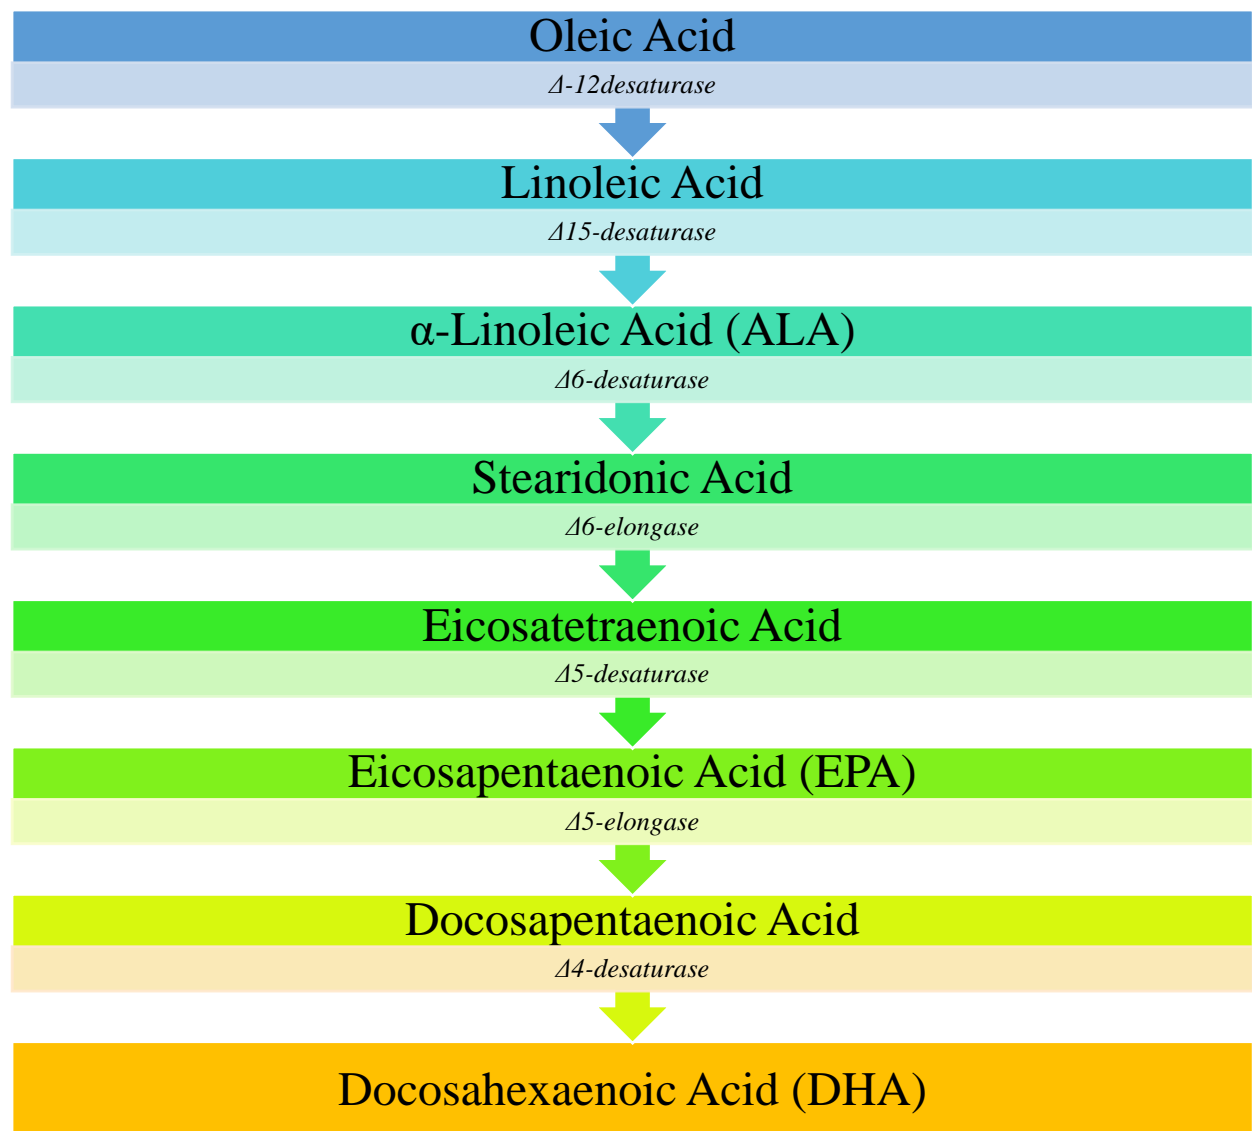 Oleic Acid
Δ-12desaturase
Linoleic Acid
Δ15-desaturase
α-Linoleic Acid (ALA)
Δ6-desaturase
Stearidonic Acid
Δ6-elongase
Eicosatetraenoic Acid
Δ5-desaturase
Eicosapentaenoic Acid (EPA)
Δ5-elongase
Docosapentaenoic Acid
Δ4-desaturase
Docosahexaenoic Acid (DHA)